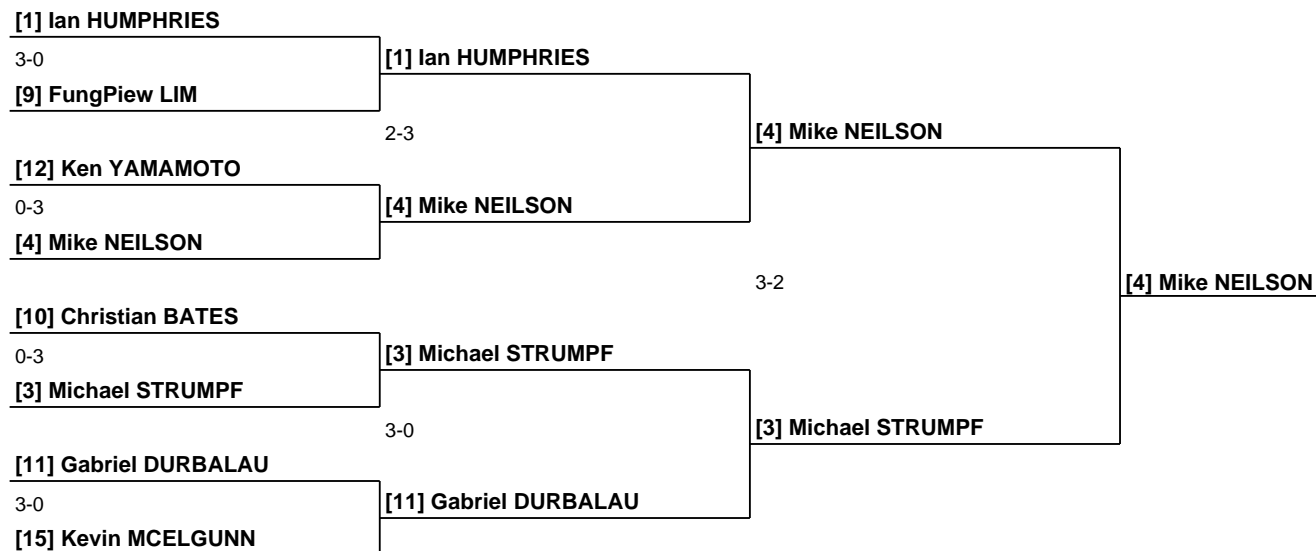 [1] Ian HUMPHRIES
3-0
[9] FungPiew LIM
[1] Ian HUMPHRIES
2-3
[12] Ken YAMAMOTO
0-3
[4] Mike NEILSON
[4] Mike NEILSON
[4] Mike NEILSON
3-2
[4] Mike NEILSON
[10] Christian BATES
0-3
[3] Michael STRUMPF
[3] Michael STRUMPF
3-0
[11] Gabriel DURBALAU
3-0
[15] Kevin MCELGUNN
[11] Gabriel DURBALAU
[3] Michael STRUMPF